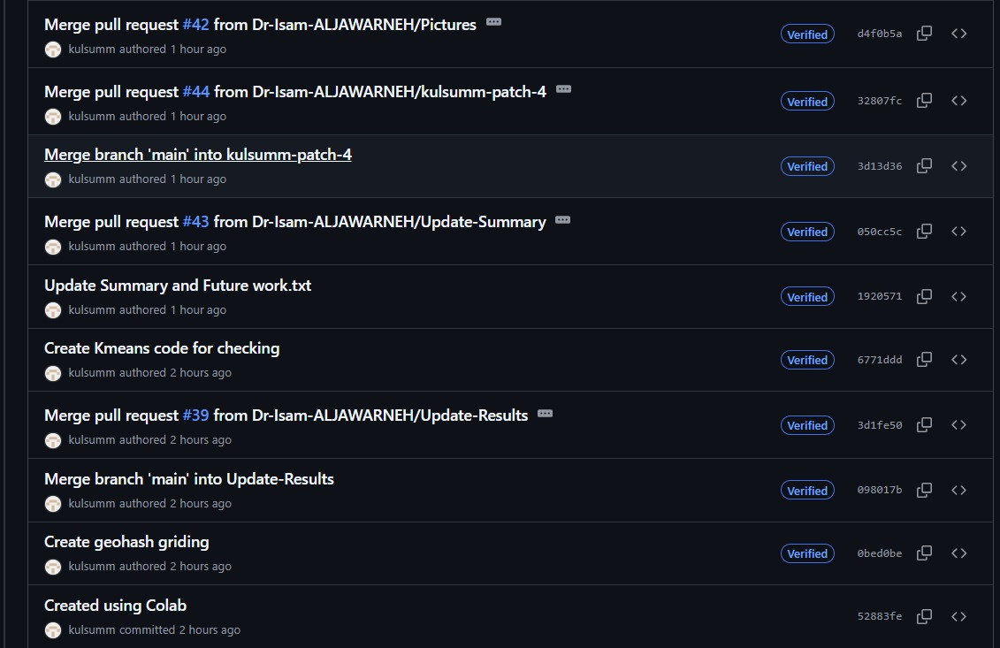 Merge pull request #42 from Dr-Isam-ALJAWARNEH/Pictures
kulsumm authored 1 hour ago
Verified
d4f0b5a
Merge pull request #44 from Dr-Isam-ALJAWARNEH/kulsumm-patch-4
kulsumm authored 1 hour ago
Verified
32807fc
Merge branch 'main' into kulsumm-patch-4
kulsumm authored 1 hour ago
Verified
3d13d36
Merge pull request #43 from Dr-Isam-ALJAWARNEH/Update-Summary
kulsumm authored 1 hour ago
Verified
050cc5c
Update Summary and Future work.txt
kulsumm authored 1 hour ago
Verified
1920571
Create Kmeans code for checking
kulsumm authored 2 hours ago
Verified
6771ddd
Merge pull request #39 from Dr-Isam-ALJAWARNEH/Update-Results
kulsumm authored 2 hours ago
Verified
3d1fe50
Merge branch 'main' into Update-Results
kulsumm authored 2 hours ago
Verified
098017b
Create geohash griding
kulsumm authored 2 hours ago
Verified
0bed0be
Created using Colab
kulsumm committed 2 hours ago
52883fe